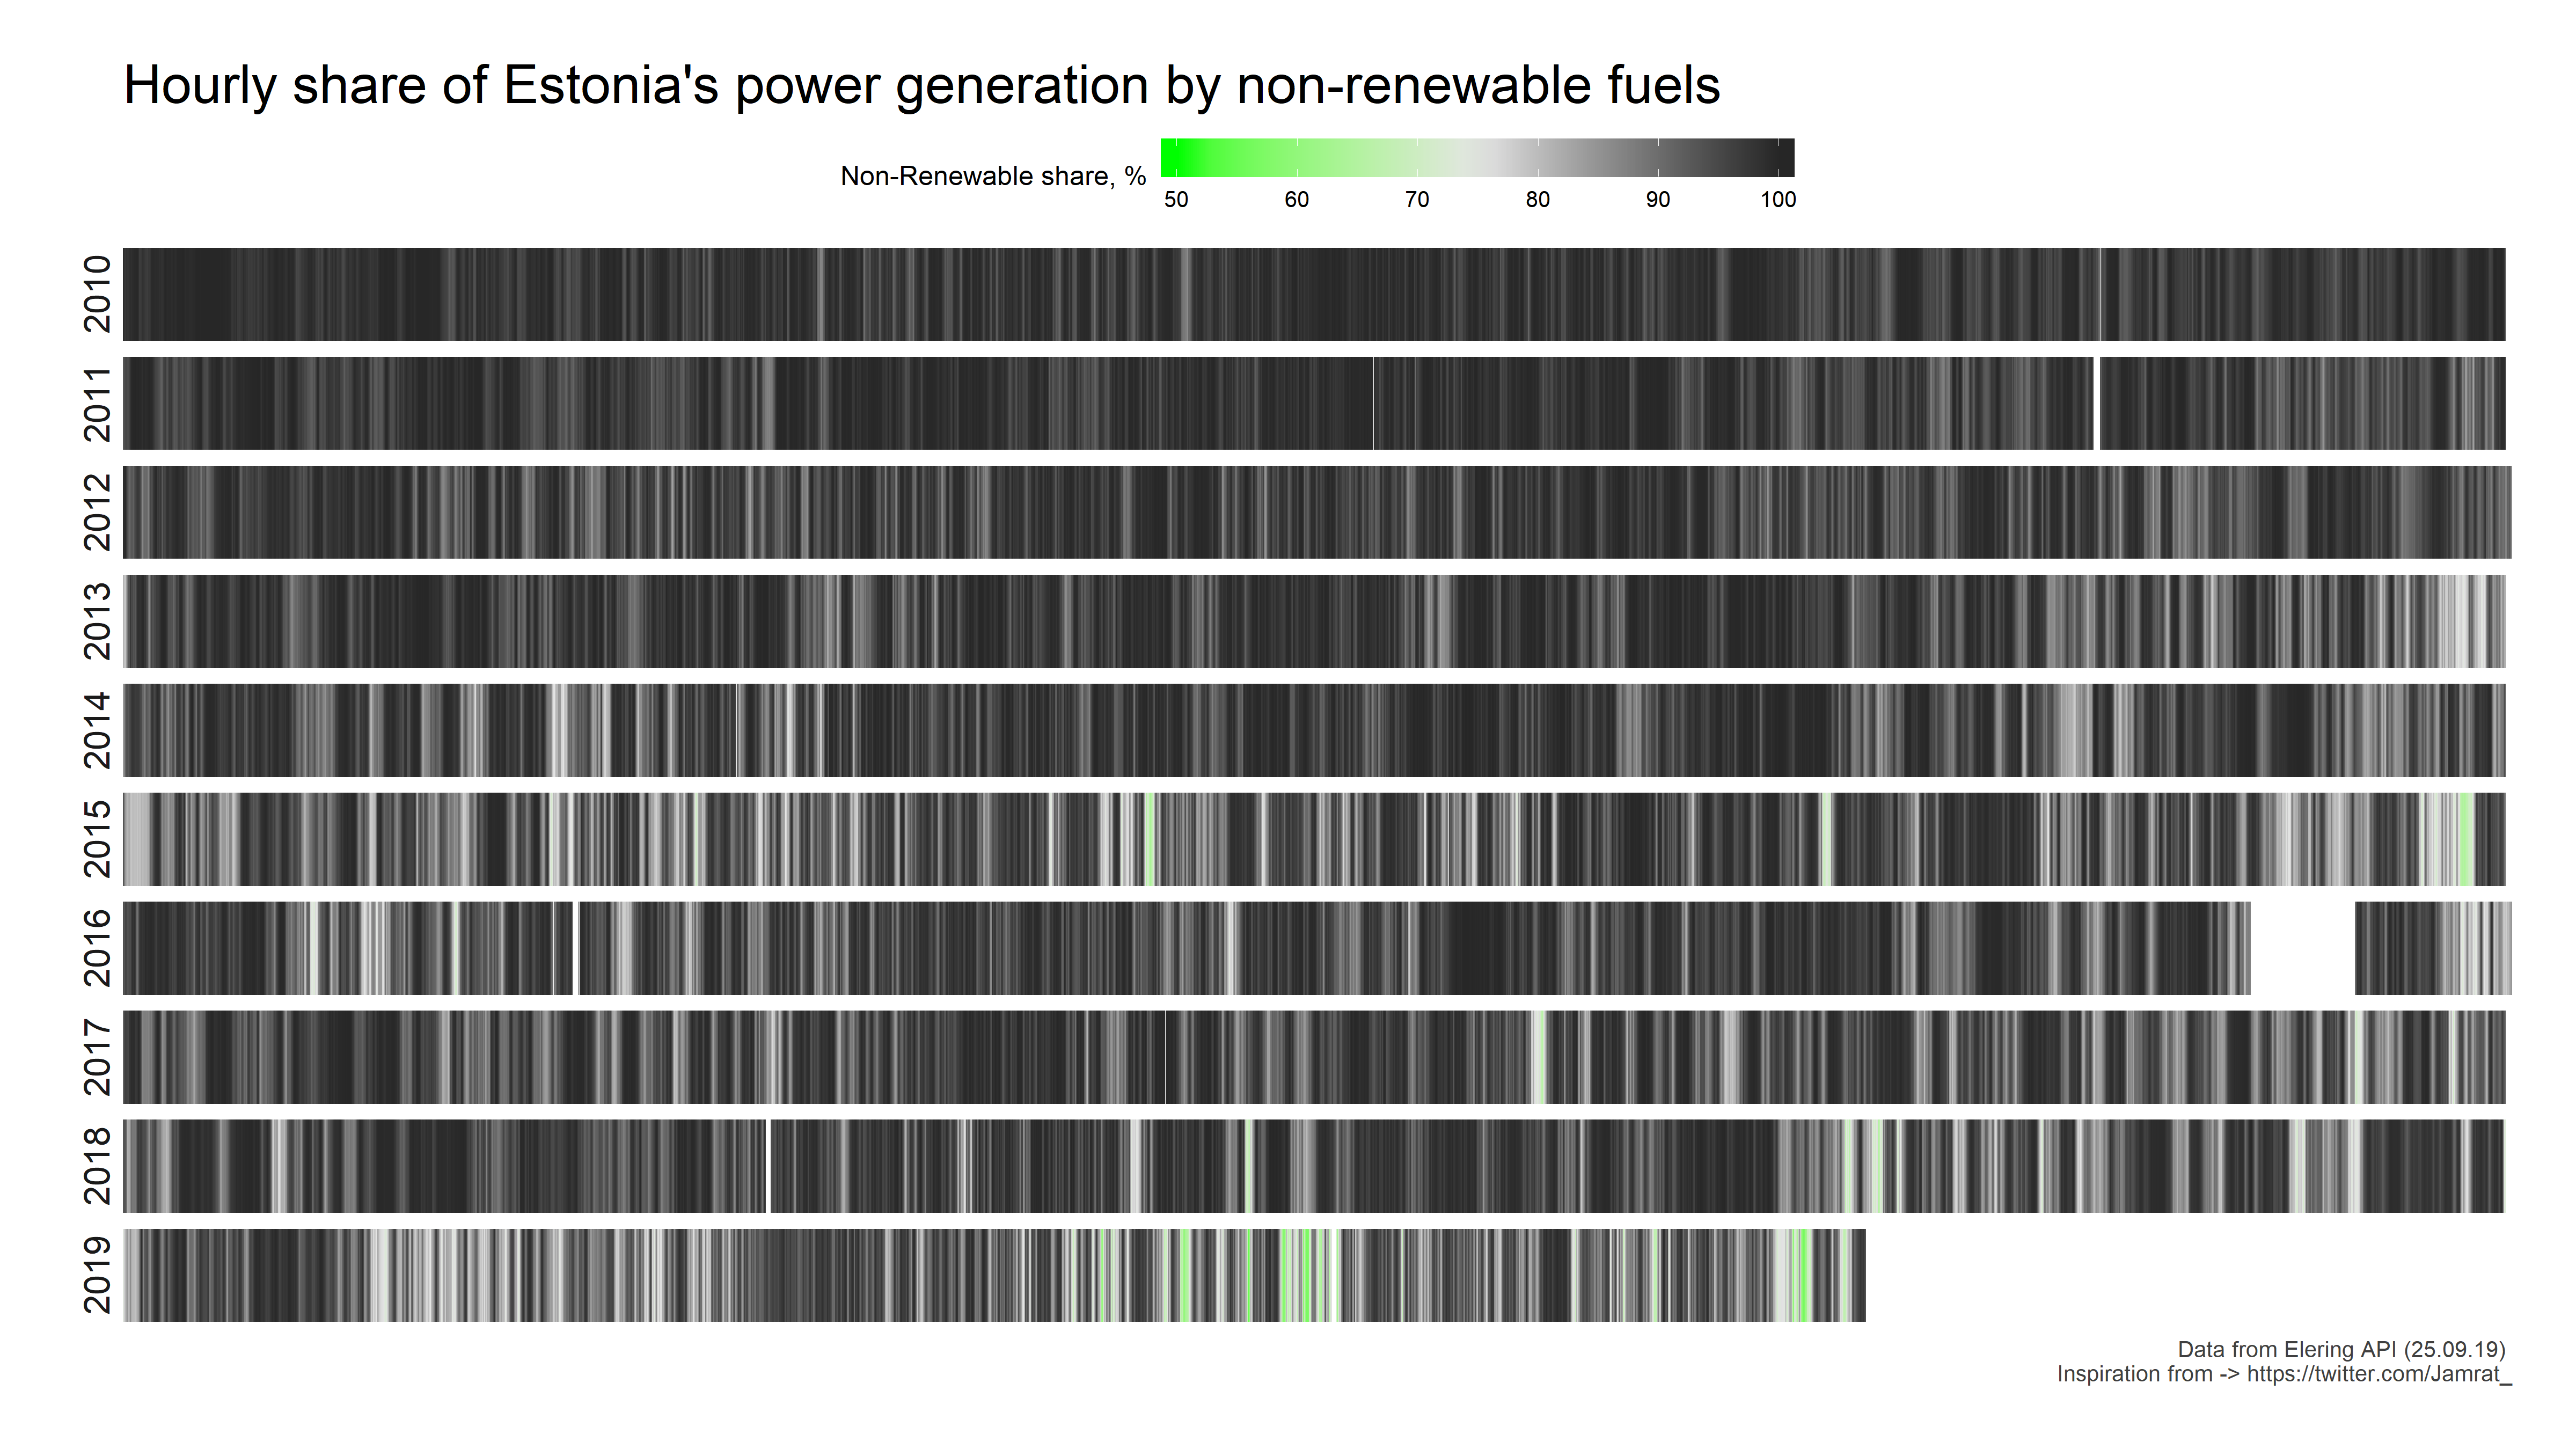 Hourly share of Estonia's power generation by non-renewable fuels
Non-Renewable share, %
50 60 70 80 90 100
2010
2011
2012
2013
2014
2015
2016
2017
2018
2019
Data from Elering API (25.09.19)
Inspiration from -> https://twitter.com/Jamrat_